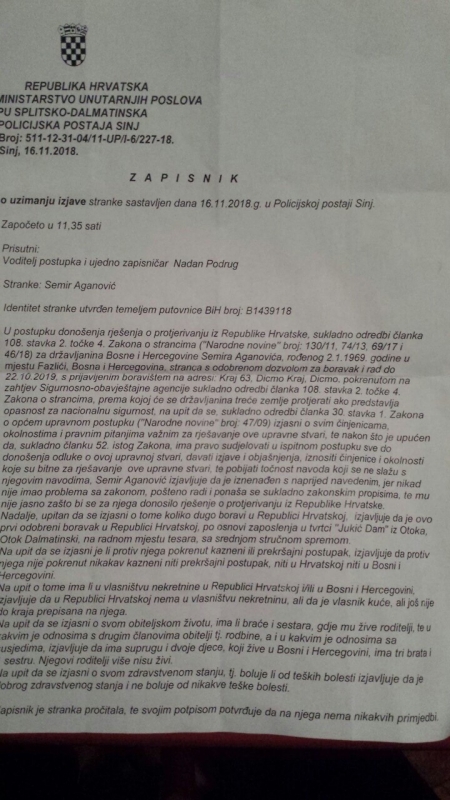 REPUBLIKA HRVATSKA
MINISTARSTVO UNUTARNJIH POSLOVA
PU SPLITSKO-DALMATINSKA
POLICIJSKA POSTAJA SINJ
Broj: 511-12-31-04/11-UP/I-6/227-18.
Sinj, 16.11.2018.
Z A P I S N I K
o uzimanju izjave stranke sastavljen dana 16.11.2018.g. u Policijskoj postaji Sinj.
Započeto u 11,35 sati
Prisutni:
Voditelj postupka i ujedno zapisničar Nadan Podrug
Stranke: Semir Aganović
Identitet stranke utvrđen temeljem putovnice BiH broj: B1439118
U postupku donošenja rješenja o protjerivanju iz Republike Hrvatske, sukladno odredbi članka
108. stavka 2. točke 4. Zakona o strancima ("Narodne novine" broj: 130/11, 74/13, 69/17 i
46/18) za državljanina Bosne i Hercegovine Semira Aganovića, rođenog 2.1.1969. godine u
mjestu Fazlići, Bosna i Hercegovina, stranca s odobrenom dozvolom za boravak i rad do
22.10.2019, s prijavljenim boravištem na adresi: Kraj 63, Dicmo Kraj, Dicmo, pokrenutom na
zahtjev Sigurnosno-obavještajne agencije sukladno odredbi članka 108. stavka 2. točke 4.
Zakona o strancima, prema kojoj će se državljanina treće zemlje protjerati ako predstavlja
opasnost za nacionalnu sigurnost, na upit da se, sukladno odredbi članka 30. stavka 1. Zakona
o općem upravnom postupku ("Narodne novine" broj: 47/09) izjasni o svim činjenicama,
okolnostima i pravnim pitanjima važnim za rješavanje ove upravne stvari, te nakon što je upućen
da, sukladno članku 52. istog Zakona, ima pravo sudjelovati u ispitnom postupku sve do
donošenja odluke o ovoj upravnoj stvari, davati izjave i objašnjenja, iznositi činjenice i okolnosti
koje su bitne za rješavanje ove upravne stvari, te pobijati točnost navoda koji se ne slažu s
njegovim navodima, Semir Aganović izjavljuje da je iznenađen s naprijed navedenim, jer nikad
nije imao problema sa zakonom, pošteno radi i ponaša se sukladno zakonskim propisima, te mu
nije jasno zašto bi se za njega donosilo rješenje o protjerivanju iz Republike Hrvatske.
Nadalje, upitan da se izjasni o tome koliko dugo boravi u Republici Hrvatskoj, izjavljuje da je ovo
prvi odobreni boravak u Republici Hrvatskoj, po osnovi zaposlenja u tvrtci "Jukić Dam" iz Otoka,
Otok Dalmatinski, na radnom mjestu tesara, sa srednjom stručnom spremom.
Na upit da se izjasni je li protiv njega pokrenut kazneni ili prekršajni postupak, izjavljuje da protiv
njega nije pokrenut nikakav kazneni niti prekršajni postupak, niti u Hrvatskoj niti u Bosni i
Hercegovini.
Na upit o tome ima li u vlasništvu nekretnine u Republici Hrvatskoj i/ili u Bosni i Hercegovini,
izjavljuje da u Republici Hrvatskoj nema u vlasništvu nekretninu, ali da je vlasnik kuće, ali još nije
do kraja prepisana na njega.
Na upit da se izjasni o svom obiteljskom životu, ima li braće i sestara, gdje mu žive roditelji, te u
kakvim je odnosima s drugim članovima obitelji tj. rodbine, a i u kakvim je odnosima sa
susjedima, izjavljuje da ima suprugu i dvoje djece, koji žive u Bosni i Hercegovini, ima tri brata i
sestru. Njegovi roditelji više nisu živi.
Na upit da se izjasni o svom zdravstvenom stanju, tj. boluje li od teških bolesti izjavljuje da je
dobrog zdravstvenog stanja i ne boluje od nikakve teške bolesti.
Zapisnik je stranka pročitala, te svojim potpisom potvrđuje da na njega nema nikakvih primjedbi.